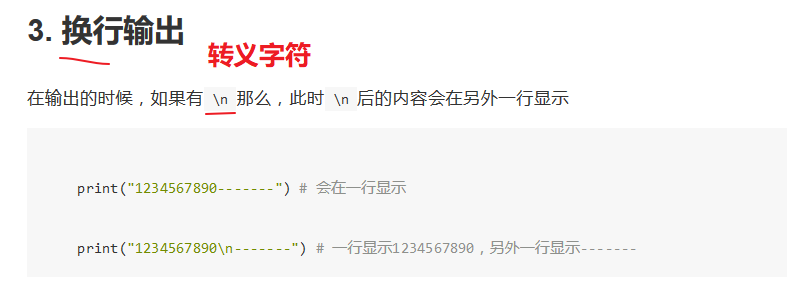 3. 换行输出
转义字符
在输出的时候，如果有 \n 那么，此时 \n 后的内容会在另外一行显示
print("1234567890-------") # 会在一行显示
print("1234567890\n-------") # 一行显示1234567890，另外一行显示-------